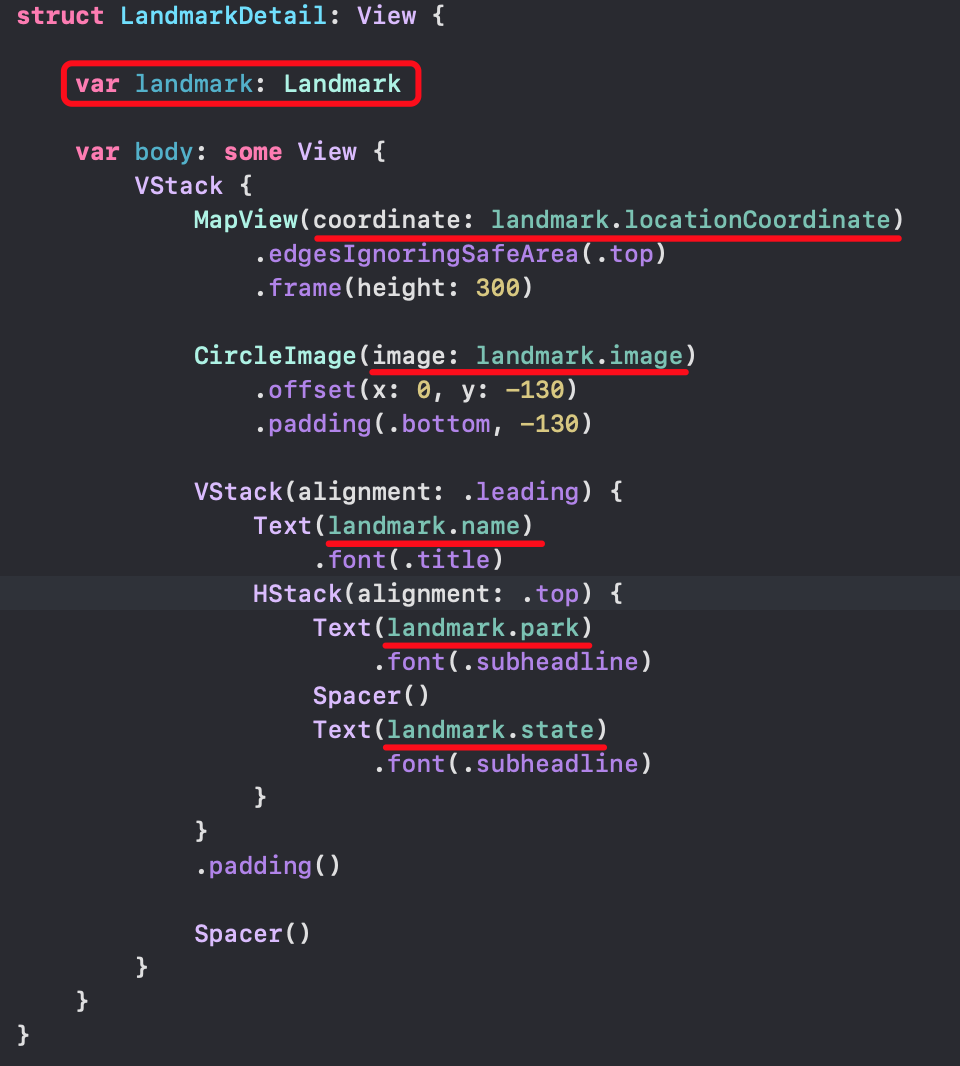 struct LandmarkDetail: View {
    var landmark: Landmark
    var body: some View {
        VStack {
            MapView(coordinate: landmark.locationCoordinate)
                .edgesIgnoringSafeArea(.top)
                .frame(height: 300)
            CircleImage(image: landmark.image)
                .offset(x: 0, y: -130)
                .padding(.bottom, -130)
            VStack(alignment: .leading) {
                Text(landmark.name)
                    .font(.title)
                HStack(alignment: .top) {
                    Text(landmark.park)
                        .font(.subheadline)
                    Spacer()
                    Text(landmark.state)
                        .font(.subheadline)
                }
            }
            .padding()
            Spacer()
        }
    }
}